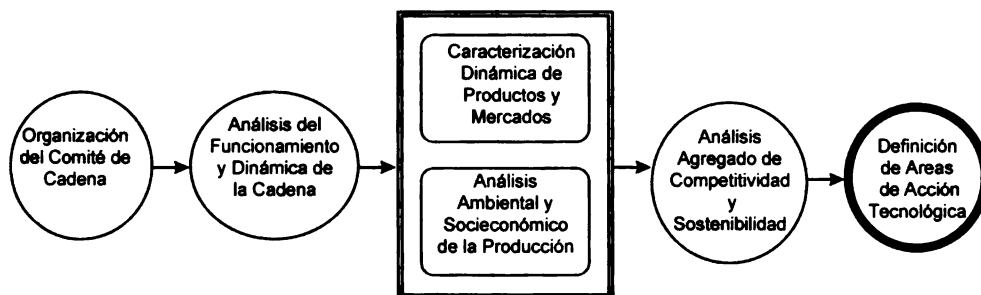 Organización
del Comité de
Cadena
Análisis del
Funcionamiento
y Dinámica de
la Cadena
Caracterización
Dinámica de
Productos y
Mercados
Análisis
Ambiental y
Socieconómico
de la Producción
Análisis
Agregado de
Competitividad
y
Sostenibilidad
Definición
de Areas
de Acción
Tecnológica